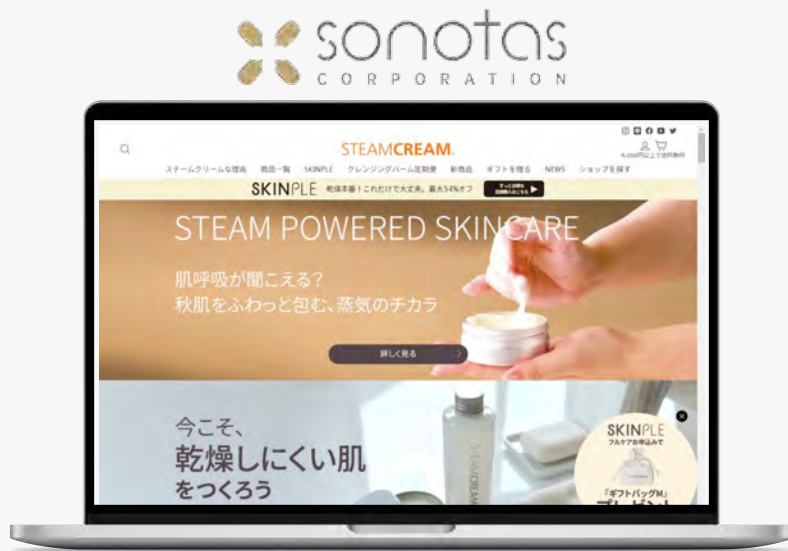 sonotas
CORPORATION
STEAMCREAM.
スチームクリームな理由 商品一覧 SKINPLE クレンジングバーム定期便 新商品 ギフトを贈る NEWS ショップを探す
SKINPLE 乾燥本番!これだけで大丈夫。最大54%オフ
STEAM POWERED SKINCARE
肌呼吸が聞こえる?
秋肌をふわっと包む、蒸気のチカラ
詳しく見る
今こそ、
乾燥しにくい肌
をつくろう
STEAMCREAM
SKINPLE
フルケアお申込みで
「ギフトバッグM」
プレゼント